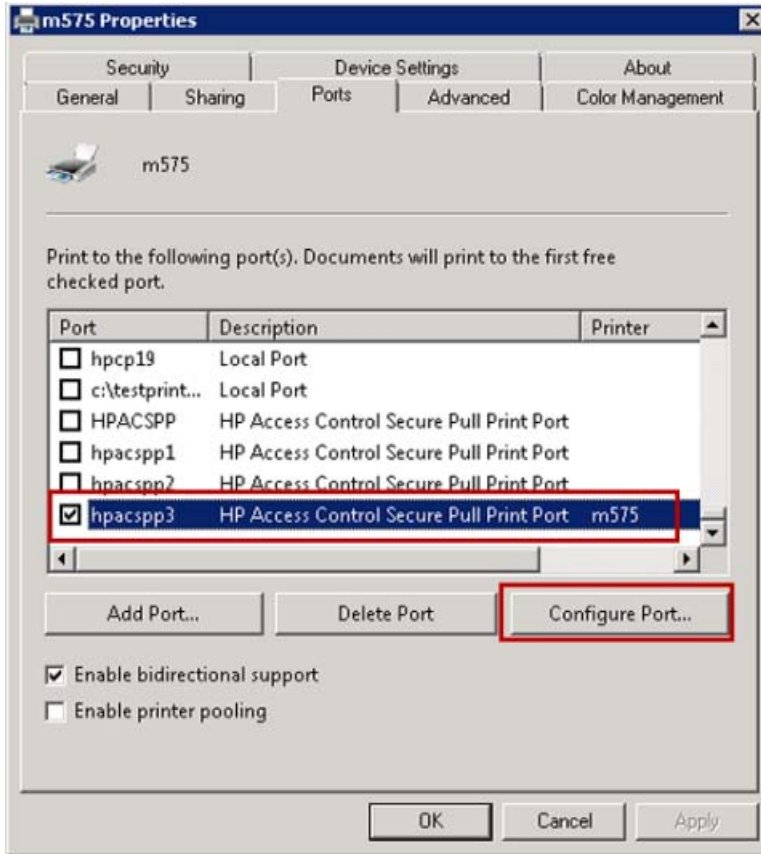 m575 Properties
Security Device Settings About
General Sharing Ports Advanced Color Management
m575
Print to the following port(s). Documents will print to the first free
checked port.
Port Description Printer
hpcp19 Local Port
c:\testprint... Local Port
HPACSPP HP Access Control Secure Pull Print Port
hpacspp1 HP Access Control Secure Pull Print Port
hpacspp2 HP Access Control Secure Pull Print Port
hpacspp3 HP Access Control Secure Pull Print Port m575
Add Port... Delete Port Configure Port...
Enable bidirectional support
Enable printer pooling
OK Cancel Apply